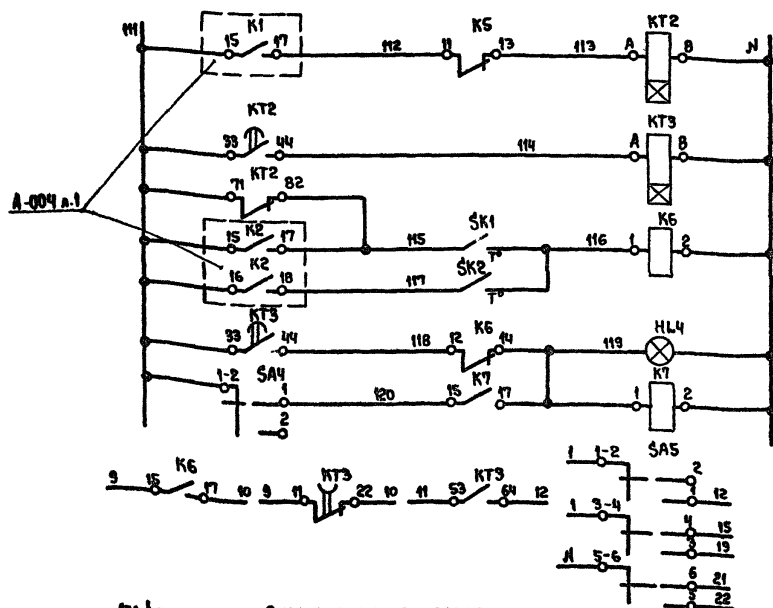 111 K1 K5 KT2 N
15 17 112 11 13 113 A B
KT2 KT3
33 44 114 A B
KT2
71 82
А-004 л.1
K2 SK1 K6
15 17 115 T° 116 1 2
K2 SK2
16 18 117 T°
KT3 K6 HL4
33 44 118 12 14 119
SA4 K7 K7
1-2 1 120 15 17 1 2
2
SA5
K6 KT3 KT3
9 15 17 10 9 11 22 10 11 53 64 12
1 1-2 2
1 12
1 3-4 4 15
3 19
N 5-6 6 21
5 22